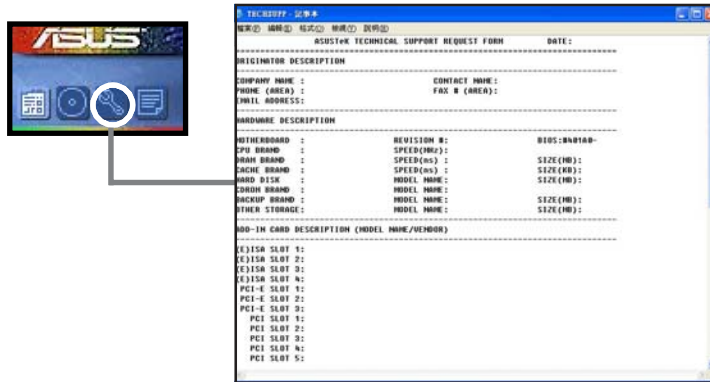 /SUS
TECHSUPP - 記事本
檔案(F) 編輯(E) 格式(O) 檢視(V) 說明(H)
ASUSTeK TECHNICAL SUPPORT REQUEST FORM DATE:
ORIGINATOR DESCRIPTION
COMPANY NAME : CONTACT NAME:
PHONE (AREA) : FAX # (AREA):
EMAIL ADDRESS:
HARDWARE DESCRIPTION
MOTHERBOARD : REVISION #: BIOS:#401A0-
CPU BRAND : SPEED(MHz):
DRAM BRAND : SPEED(ns) : SIZE(MB):
CACHE BRAND : SPEED(ns) : SIZE(KB):
HARD DISK : MODEL NAME: SIZE(MB):
CDROM BRAND : MODEL NAME:
BACKUP BRAND : MODEL NAME: SIZE(MB):
OTHER STORAGE: MODEL NAME: SIZE(MB):
ADD-IN CARD DESCRIPTION (MODEL NAME/VENDOR)
(E)ISA SLOT 1:
(E)ISA SLOT 2:
(E)ISA SLOT 3:
(E)ISA SLOT 4:
PCI-E SLOT 1:
PCI-E SLOT 2:
PCI-E SLOT 3:
PCI SLOT 1:
PCI SLOT 2:
PCI SLOT 3:
PCI SLOT 4:
PCI SLOT 5: